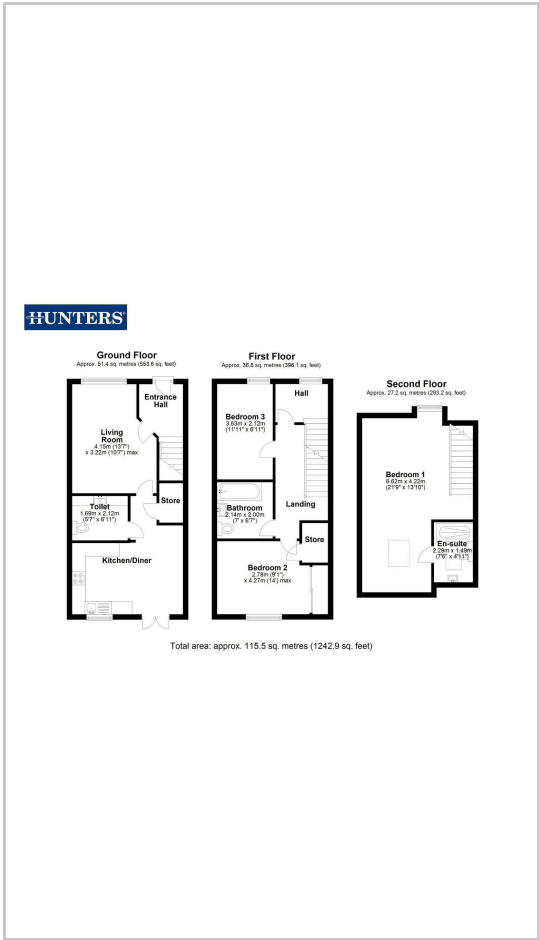 HUNTERS
Ground Floor
Approx. 51.4 sq. metres (553.6 sq. feet)
Entrance
Hall
Living
Room
4.15m (13'7")
x 3.22m (10'7") max
Store
Toilet
1.69m x 2.12m
(5'7" x 6'11")
Kitchen/Diner
First Floor
Approx. 36.8 sq. metres (396.1 sq. feet)
Hall
Bedroom 3
3.63m x 2.12m
(11'11" x 6'11")
Landing
Bathroom
2.14m x 2.00m
(7' x 6'7")
Store
Bedroom 2
2.78m (9'1")
x 4.27m (14') max
Second Floor
Approx. 27.2 sq. metres (293.2 sq. feet)
Bedroom 1
6.62m x 4.22m
(21'9" x 13'10")
En-suite
2.29m x 1.49m
(7'6" x 4'11")
Total area: approx. 115.5 sq. metres (1242.9 sq. feet)